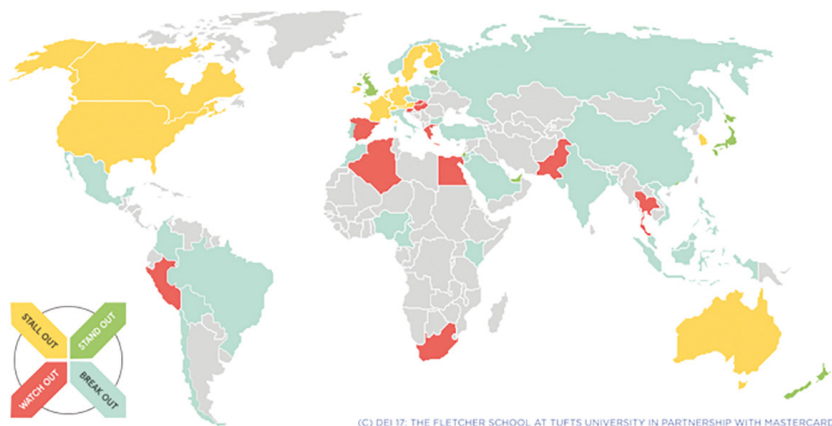 STALL OUT
STAND OUT
WATCH OUT
BREAK OUT
(C) DEI 17: THE FLETCHER SCHOOL AT TUFTS UNIVERSITY IN PARTNERSHIP WITH MASTERCARD